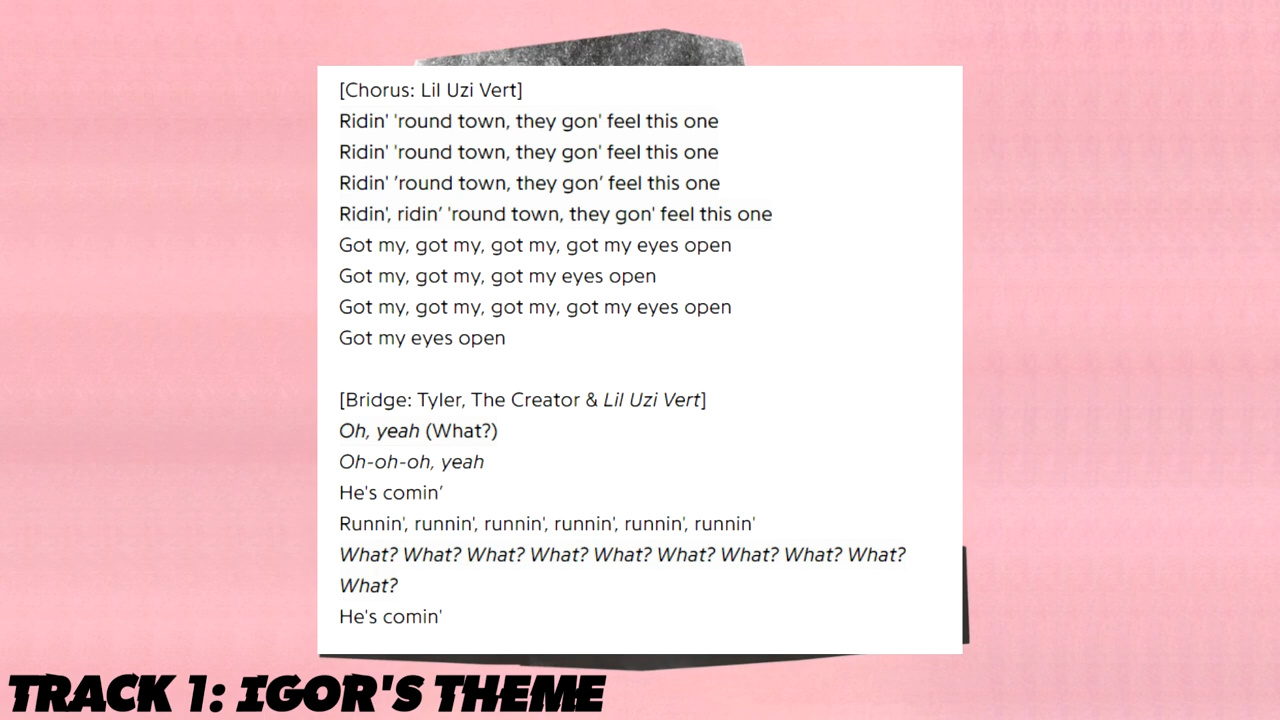 [Chorus: Lil Uzi Vert]
Ridin' 'round town, they gon' feel this one
Ridin' 'round town, they gon' feel this one
Ridin' ’round town, they gon’ feel this one
Ridin', ridin’ 'round town, they gon' feel this one
Got my, got my, got my, got my eyes open
Got my, got my, got my eyes open
Got my, got my, got my, got my eyes open
Got my eyes open
[Bridge: Tyler, The Creator & Lil Uzi Vert]
Oh, yeah (What?)
Oh-oh-oh, yeah
He's comin’
Runnin', runnin', runnin', runnin', runnin', runnin'
What? What? What? What? What? What? What? What? What?
What?
He's comin'
TRACK 1: IGOR'S THEME